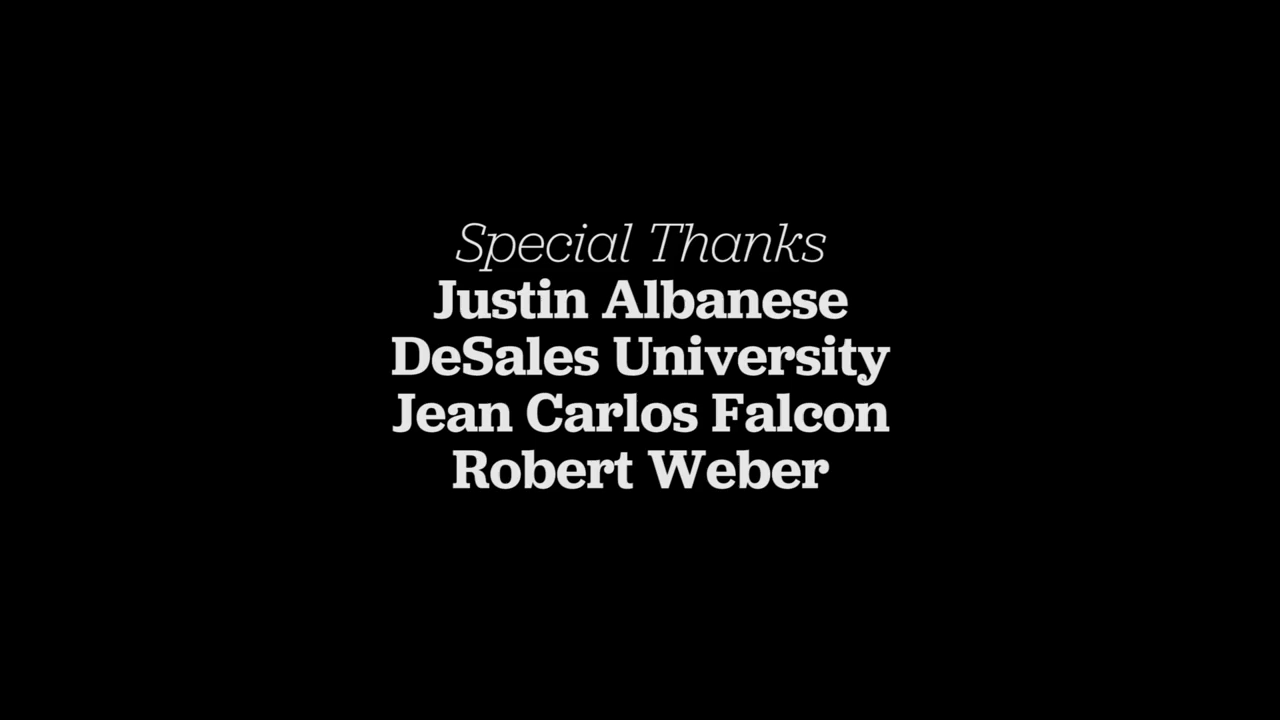 Special Thanks
Justin Albanese
DeSales University
Jean Carlos Falcon
Robert Weber